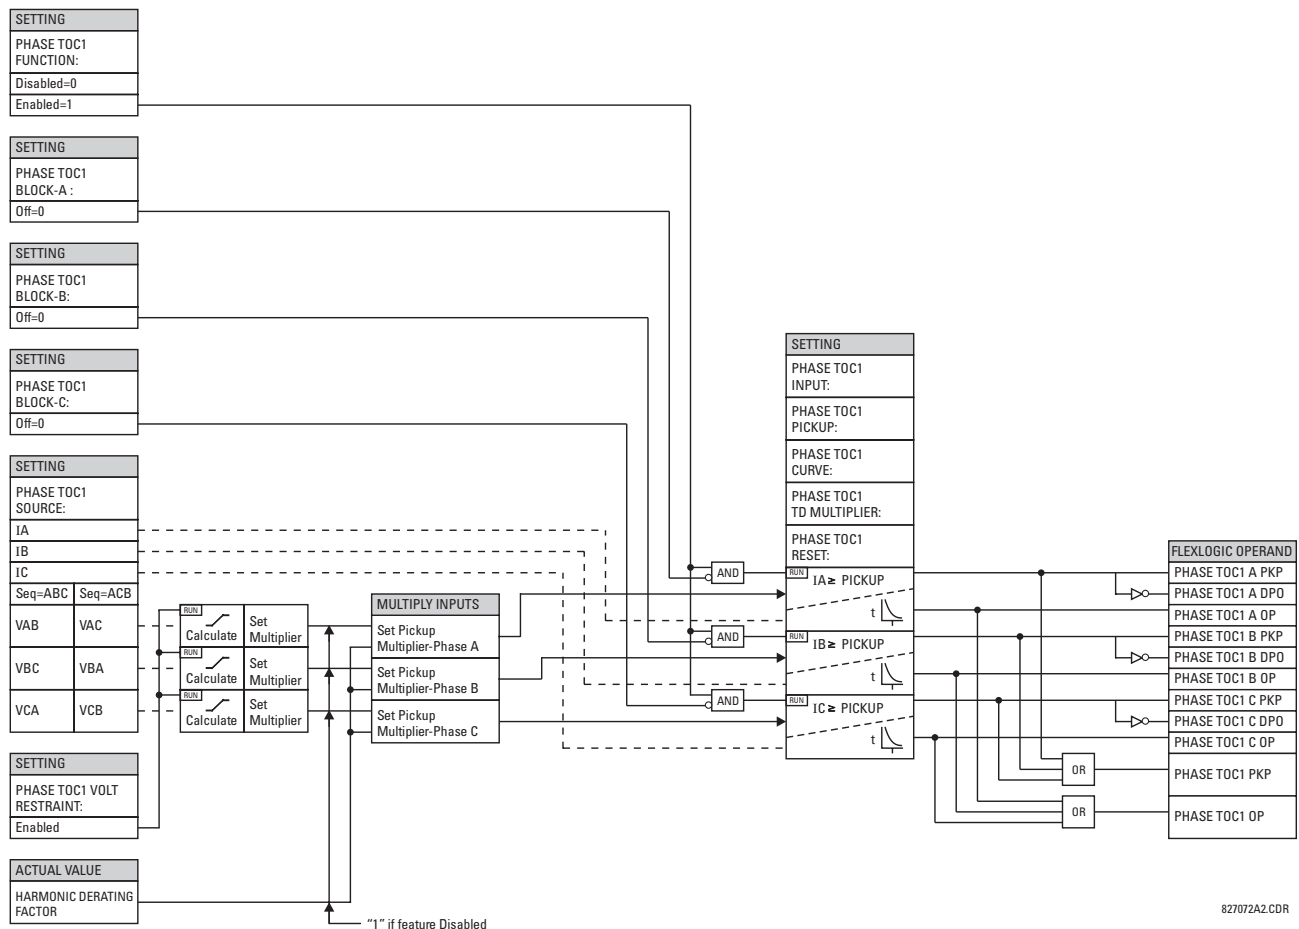 SETTING
PHASE TOC1
FUNCTION:
Disabled=0
Enabled=1
SETTING
PHASE TOC1
BLOCK-A :
Off=0
SETTING
PHASE TOC1
BLOCK-B:
Off=0
SETTING
PHASE TOC1
BLOCK-C:
Off=0
SETTING
PHASE TOC1
SOURCE:
IA
IB
IC
Seq=ABC Seq=ACB
VAB VAC
VBC VBA
VCA VCB
SETTING
PHASE TOC1 VOLT
RESTRAINT:
Enabled
ACTUAL VALUE
HARMONIC DERATING
FACTOR
RUN
Calculate
Set
Multiplier
RUN
Calculate
Set
Multiplier
RUN
Calculate
Set
Multiplier
"1" if feature Disabled
MULTIPLY INPUTS
Set Pickup
Multiplier-Phase A
Set Pickup
Multiplier-Phase B
Set Pickup
Multiplier-Phase C
AND
AND
AND
SETTING
PHASE TOC1
INPUT:
PHASE TOC1
PICKUP:
PHASE TOC1
CURVE:
PHASE TOC1
TD MULTIPLIER:
PHASE TOC1
RESET:
RUN
IA ≥ PICKUP
t
RUN
IB ≥ PICKUP
t
RUN
IC ≥ PICKUP
t
OR
OR
FLEXLOGIC OPERAND
PHASE TOC1 A PKP
PHASE TOC1 A DPO
PHASE TOC1 A OP
PHASE TOC1 B PKP
PHASE TOC1 B DPO
PHASE TOC1 B OP
PHASE TOC1 C PKP
PHASE TOC1 C DPO
PHASE TOC1 C OP
PHASE TOC1 PKP
PHASE TOC1 OP
827072A2.CDR